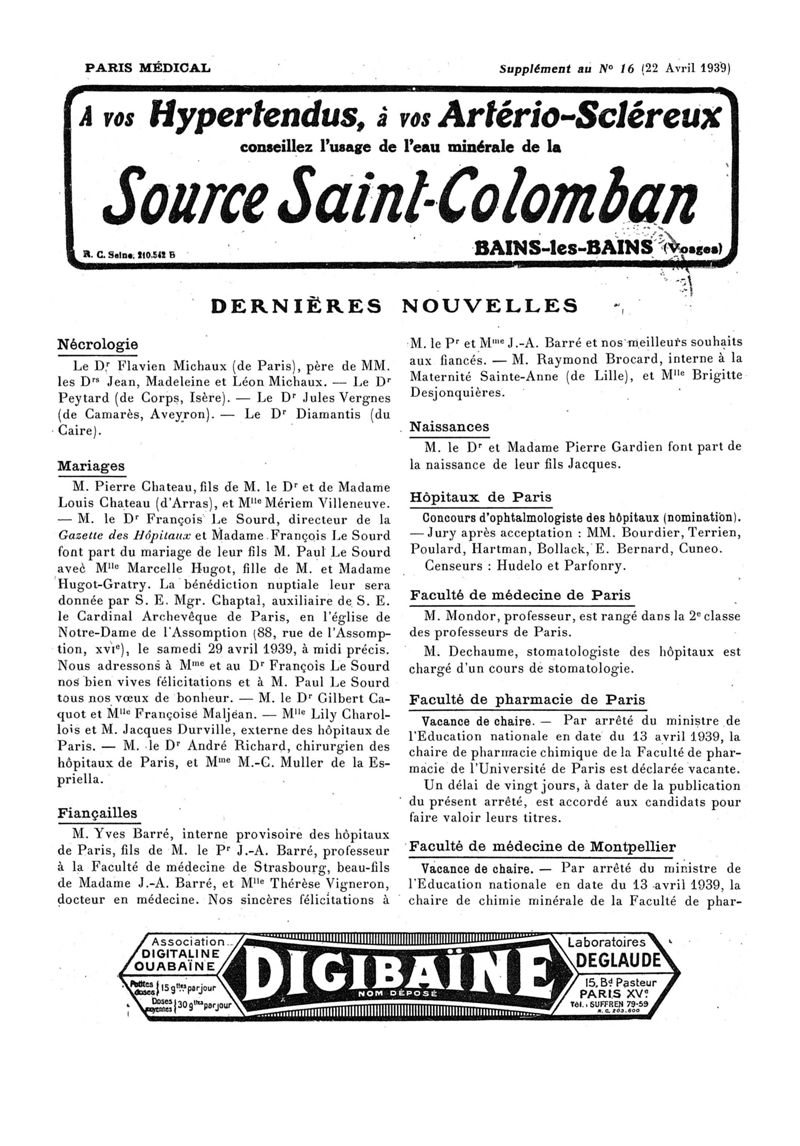 PARIS MÉDICAL
Supplément au N° 16 (22 Avril 1939)
A vos Hypertendus, à vos Artério-Scléreux
conseillez l'usage de l'eau minérale de la
Source Saint-Colomban
BAINS-les-BAINS (Vosges)
R. C. Seine, 210.542 B
DERNIÈRES NOUVELLES
Nécrologie
Le Dr Flavien Michaux (de Paris), père de MM.
les Drs Jean, Madeleine et Léon Michaux. — Le Dr
Peytard (de Corps, Isère). — Le Dr Jules Vergnes
(de Camarès, Aveyron). — Le Dr Diamantis (du
Caire).
Mariages
M. Pierre Chateau, fils de M. le Dr et de Madame
Louis Chateau (d'Arras), et Mlle Mériem Villeneuve.
— M. le Dr François Le Sourd, directeur de la
Gazette des Hôpitaux et Madame François Le Sourd
font part du mariage de leur fils M. Paul Le Sourd
avec Mlle Marcelle Hugot, fille de M. et Madame
Hugot-Gratry. La bénédiction nuptiale leur sera
donnée par S. E. Mgr. Chaptal, auxiliaire de S. E.
le Cardinal Archevêque de Paris, en l'église de
Notre-Dame de l'Assomption (88, rue de l'Assomp-
tion, XVIe), le samedi 29 avril 1939, à midi précis.
Nous adressons à Mme et au Dr François Le Sourd
nos bien vives félicitations et à M. Paul Le Sourd
tous nos vœux de bonheur. — M. le Dr Gilbert Ca-
quot et Mlle Françoise Maljean. — Mlle Lily Charol-
lois et M. Jacques Durville, externe des hôpitaux de
Paris. — M. le Dr André Richard, chirurgien des
hôpitaux de Paris, et Mme M.-C. Muller de la Es-
priella.
Fiançailles
M. Yves Barré, interne provisoire des hôpitaux
de Paris, fils de M. le Pr J.-A. Barré, professeur
à la Faculté de médecine de Strasbourg, beau-fils
de Madame J.-A. Barré, et Mlle Thérèse Vigneron,
docteur en médecine. Nos sincères félicitations à
M. le Pr et Mme J.-A. Barré et nos meilleurs souhaits
aux fiancés. — M. Raymond Brocard, interne à la
Maternité Sainte-Anne (de Lille), et Mlle Brigitte
Desjonquières.
Naissances
M. le Dr et Madame Pierre Gardien font part de
la naissance de leur fils Jacques.
Hôpitaux de Paris
Concours d'ophtalmologiste des hôpitaux (nomination).
— Jury après acceptation : MM. Bourdier, Terrien,
Poulard, Hartman, Bollack, E. Bernard, Cuneo.
Censeurs : Hudelo et Parfonry.
Faculté de médecine de Paris
M. Mondor, professeur, est rangé dans la 2e classe
des professeurs de Paris.
M. Dechaume, stomatologiste des hôpitaux est
chargé d'un cours de stomatologie.
Faculté de pharmacie de Paris
Vacance de chaire. — Par arrêté du ministre de
l'Education nationale en date du 13 avril 1939, la
chaire de pharmacie chimique de la Faculté de phar-
macie de l'Université de Paris est déclarée vacante.
Un délai de vingt jours, à dater de la publication
du présent arrêté, est accordé aux candidats pour
faire valoir leurs titres.
Faculté de médecine de Montpellier
Vacance de chaire. — Par arrêté du ministre de
l'Education nationale en date du 13 avril 1939, la
chaire de chimie minérale de la Faculté de phar-
Association
DIGITALINE
OUABAÏNE
Petites doses } 15 gttes par jour
Doses moyennes } 30 gttes par jour
DIGIBAÏNE
NOM DÉPOSÉ
Laboratoires
DEGLAUDE
15, Bd Pasteur
PARIS XVe
Tél. : SUFFREN 79-59
R. C. 203.600